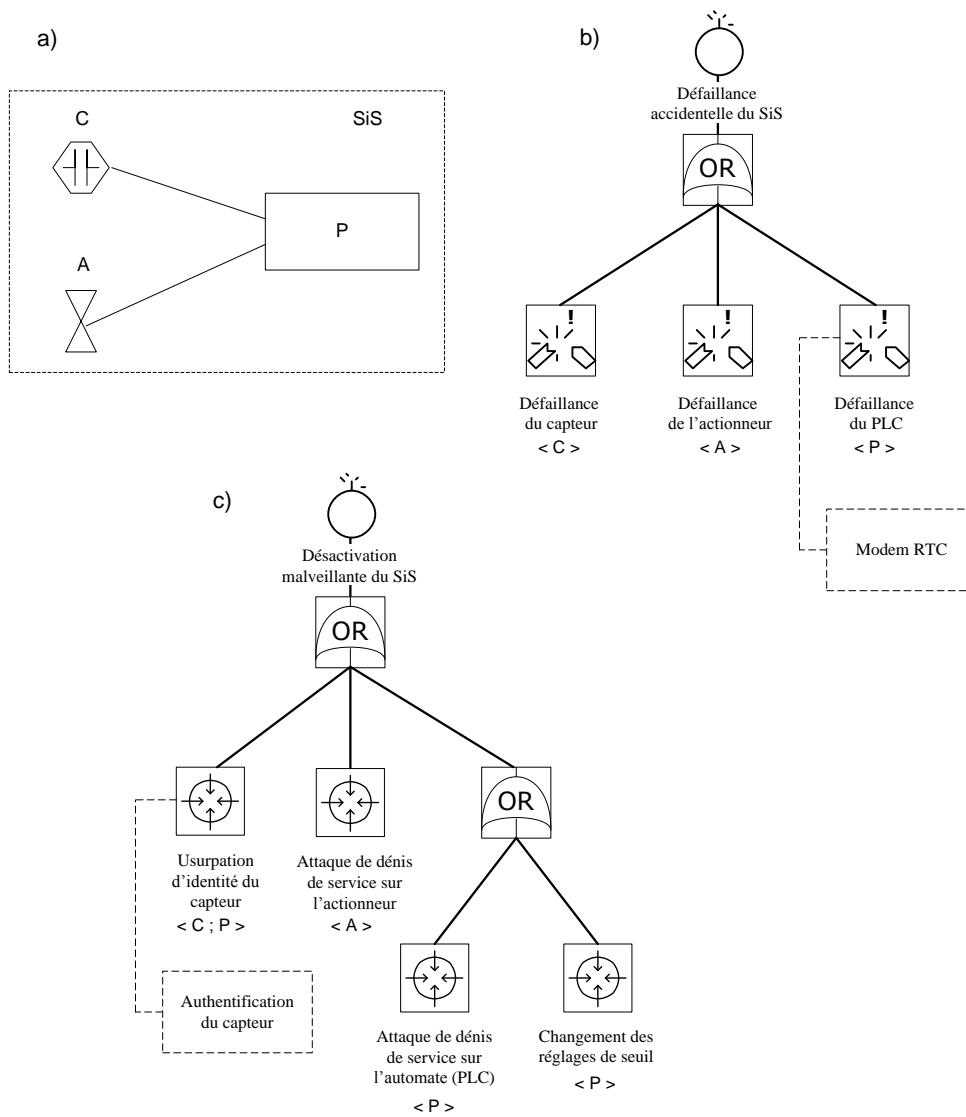 a)
C
SiS
P
A
b)
Défaillance
accidentelle du SiS
OR
!
!
!
Défaillance
du capteur
< C >
Défaillance
de l'actionneur
< A >
Défaillance
du PLC
< P >
Modem RTC
c)
Désactivation
malveillante du SiS
OR
OR
Usurpation
d'identité du
capteur
< C ; P >
Attaque de dénis
de service sur
l'actionneur
< A >
Authentification
du capteur
Attaque de dénis
de service sur
l'automate (PLC)
< P >
Changement des
réglages de seuil
< P >